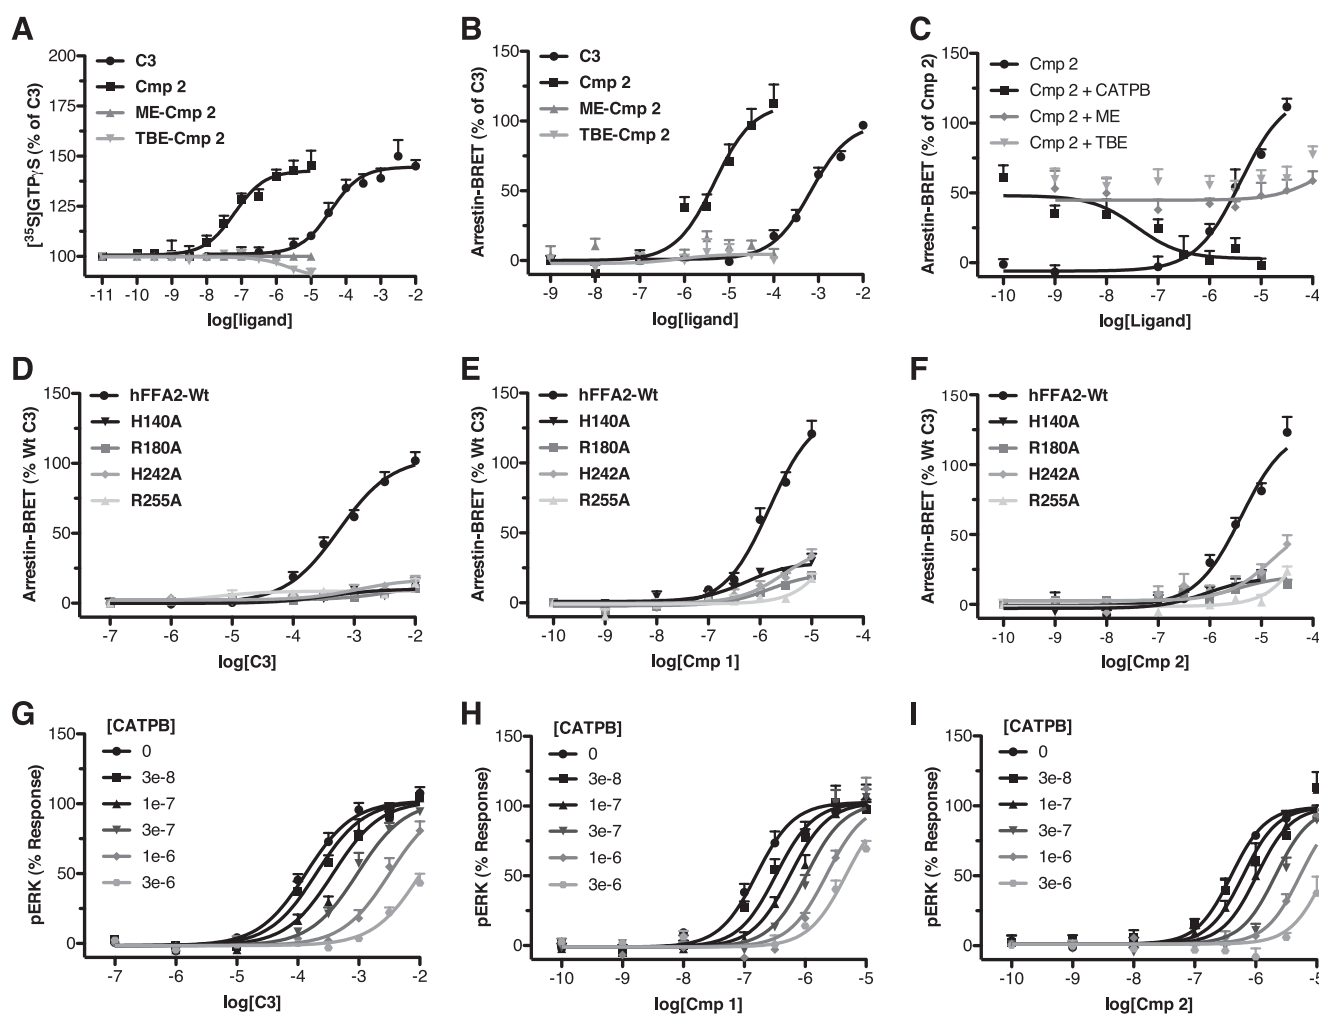 A
[35S]GTPγS (% of C3)
200
175
150
125
100
C3
Cmp 2
ME-Cmp 2
TBE-Cmp 2
-11 -10 -9 -8 -7 -6 -5 -4 -3 -2
log[ligand]
B
Arrestin-BRET (% of C3)
150
100
50
0
C3
Cmp 2
ME-Cmp 2
TBE-Cmp 2
-9 -8 -7 -6 -5 -4 -3 -2
log[ligand]
C
Arrestin-BRET (% of Cmp 2)
150
100
50
0
Cmp 2
Cmp 2 + CATPB
Cmp 2 + ME
Cmp 2 + TBE
-10 -9 -8 -7 -6 -5 -4
log[Ligand]
D
Arrestin-BRET (% Wt C3)
150
100
50
0
hFFA2-Wt
H140A
R180A
H242A
R255A
-7 -6 -5 -4 -3 -2
log[C3]
E
Arrestin-BRET (% Wt C3)
150
100
50
0
hFFA2-Wt
H140A
R180A
H242A
R255A
-10 -9 -8 -7 -6 -5 -4
log[Cmp 1]
F
Arrestin-BRET (% Wt C3)
150
100
50
0
hFFA2-Wt
H140A
R180A
H242A
R255A
-10 -9 -8 -7 -6 -5 -4
log[Cmp 2]
G
pERK (% Response)
150
100
50
0
[CATPB]
0
3e-8
1e-7
3e-7
1e-6
3e-6
-7 -6 -5 -4 -3 -2
log[C3]
H
pERK (% Response)
150
100
50
0
[CATPB]
0
3e-8
1e-7
3e-7
1e-6
3e-6
-10 -9 -8 -7 -6 -5
log[Cmp 1]
I
pERK (% Response)
150
100
50
0
[CATPB]
0
3e-8
1e-7
3e-7
1e-6
3e-6
-10 -9 -8 -7 -6 -5
log[Cmp 2]